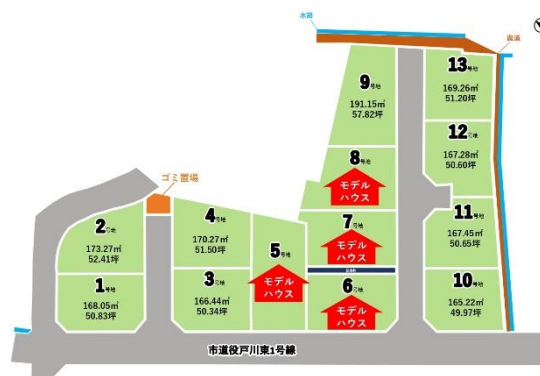 水路
農道
9号地
191.15㎡
57.82坪
13号地
169.26㎡
51.20坪
12号地
167.28㎡
50.60坪
8号地
モデル
ハウス
ゴミ置場
2号地
173.27㎡
52.41坪
4号地
170.27㎡
51.50坪
5号地
モデル
ハウス
7号地
モデル
ハウス
11号地
167.45㎡
50.65坪
1号地
168.05㎡
50.83坪
3号地
166.44㎡
50.34坪
6号地
モデル
ハウス
10号地
165.22㎡
49.97坪
市道役戸川東1号線